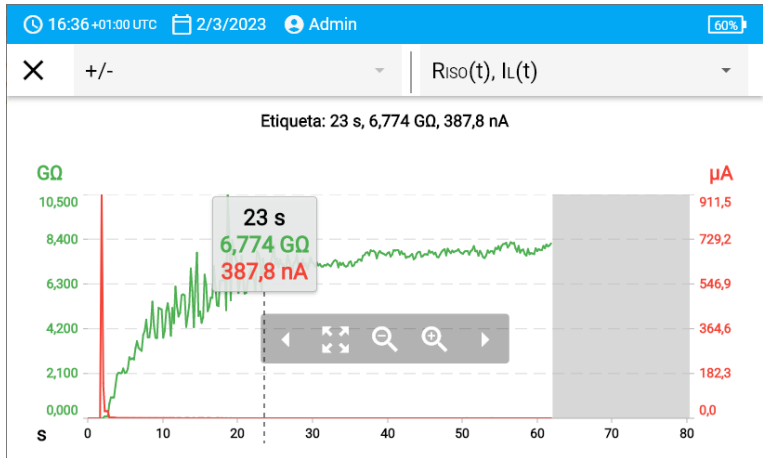 16:36 +01:00 UTC 2/3/2023 Admin 60%
+/- RISO(t), IL(t)
Etiqueta: 23 s, 6,774 GΩ, 387,8 nA
GΩ µA
10,500 911,5
23 s
8,400 6,774 GΩ 729,2
387,8 nA
6,300 546,9
4,200 364,6
2,100 182,3
0,000 0,0
s 0 10 20 30 40 50 60 70 80